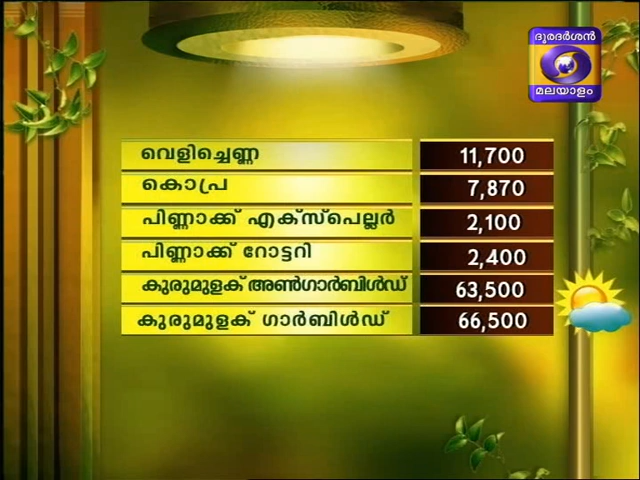 ദൂരദർശൻ
മലയാളം
വെളിച്ചെണ്ണ 11,700
കൊപ്ര 7,870
പിണ്ണാക്ക് എക്സ്പെല്ലർ 2,100
പിണ്ണാക്ക് റോട്ടറി 2,400
കുരുമുളക് അൺഗാർബിൾഡ് 63,500
കുരുമുളക് ഗാർബിൾഡ് 66,500